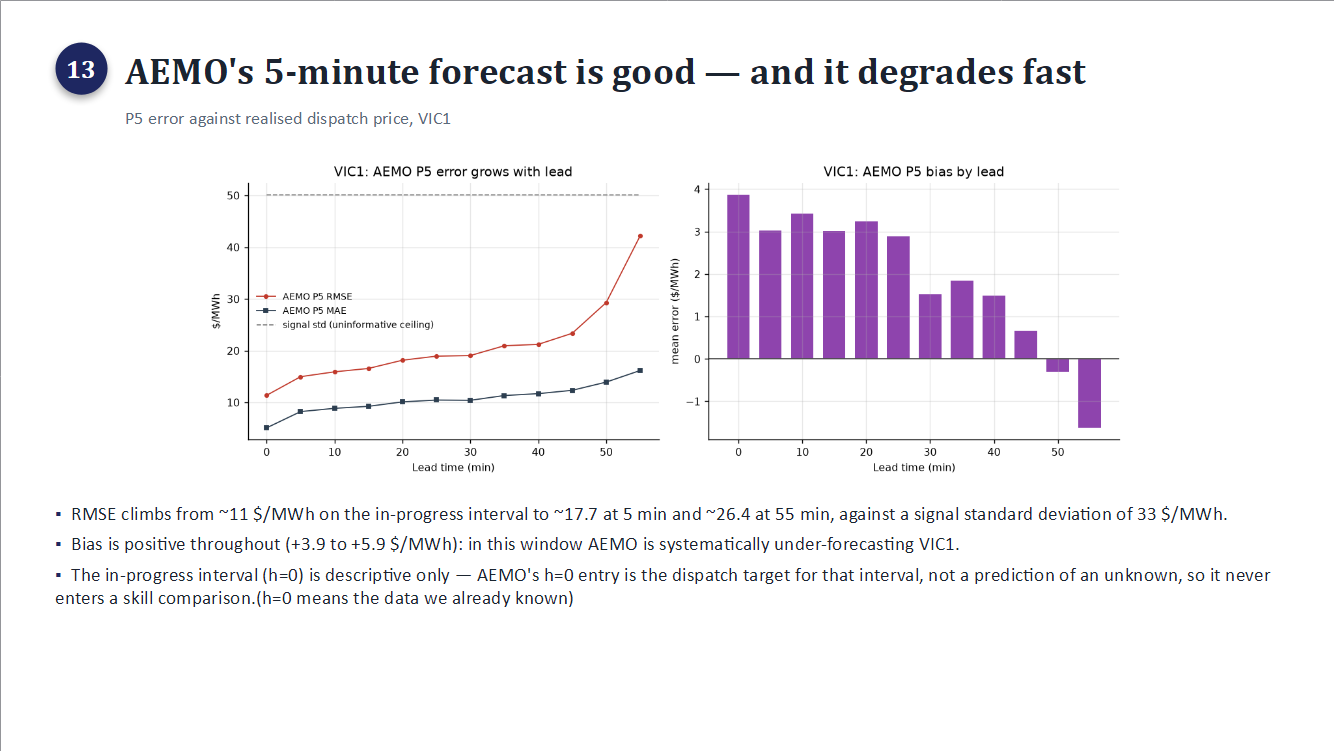 13
AEMO's 5-minute forecast is good — and it degrades fast
P5 error against realised dispatch price, VIC1
VIC1: AEMO P5 error grows with lead
50
40
30
20
10
$/MWh
AEMO P5 RMSE
AEMO P5 MAE
signal std (uninformative ceiling)
0 10 20 30 40 50
Lead time (min)
VIC1: AEMO P5 bias by lead
4
3
2
1
0
−1
mean error ($/MWh)
0 10 20 30 40 50
Lead time (min)
▪ RMSE climbs from ~11 $/MWh on the in-progress interval to ~17.7 at 5 min and ~26.4 at 55 min, against a signal standard deviation of 33 $/MWh.
▪ Bias is positive throughout (+3.9 to +5.9 $/MWh): in this window AEMO is systematically under-forecasting VIC1.
▪ The in-progress interval (h=0) is descriptive only — AEMO's h=0 entry is the dispatch target for that interval, not a prediction of an unknown, so it never
enters a skill comparison.(h=0 means the data we already known)